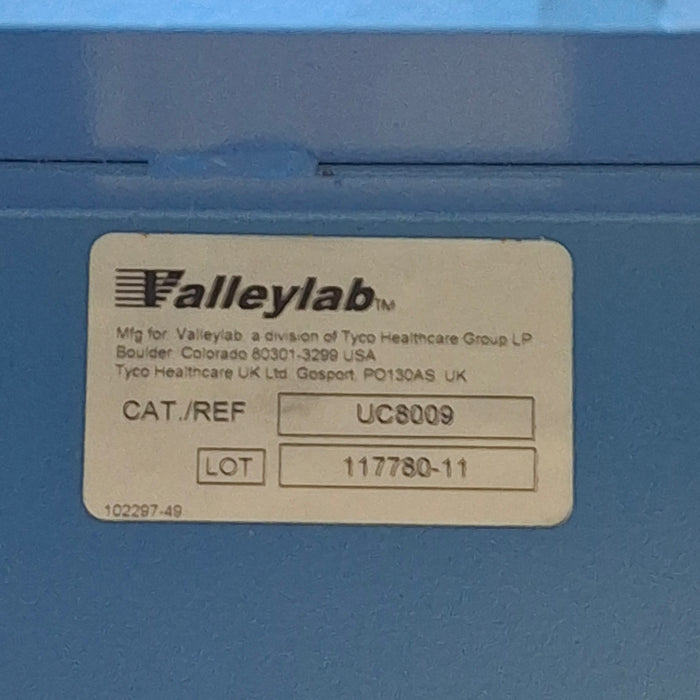 Valleylab™
Mfg for Valleylab, a division of Tyco Healthcare Group LP
Boulder, Colorado 80301-3299 USA
Tyco Healthcare UK Ltd. Gosport, PO130AS, UK
CAT./REF UC8009
LOT 117780-11
102297-49